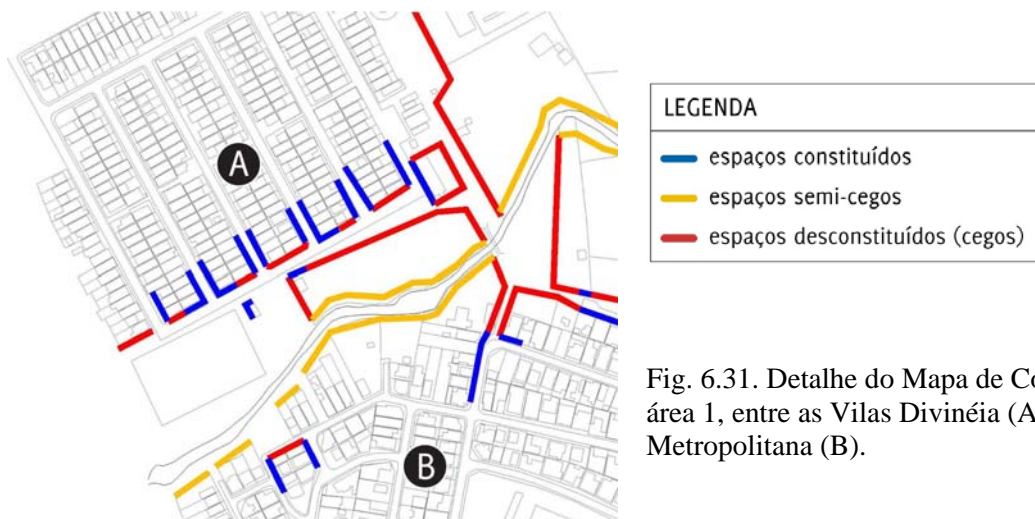 A
B
LEGENDA
espaços constituídos
espaços semi-cegos
espaços desconstituídos (cegos)
Fig. 6.31. Detalhe do Mapa de
área 1, entre as Vilas Divinéia (A
Metropolitana (B).